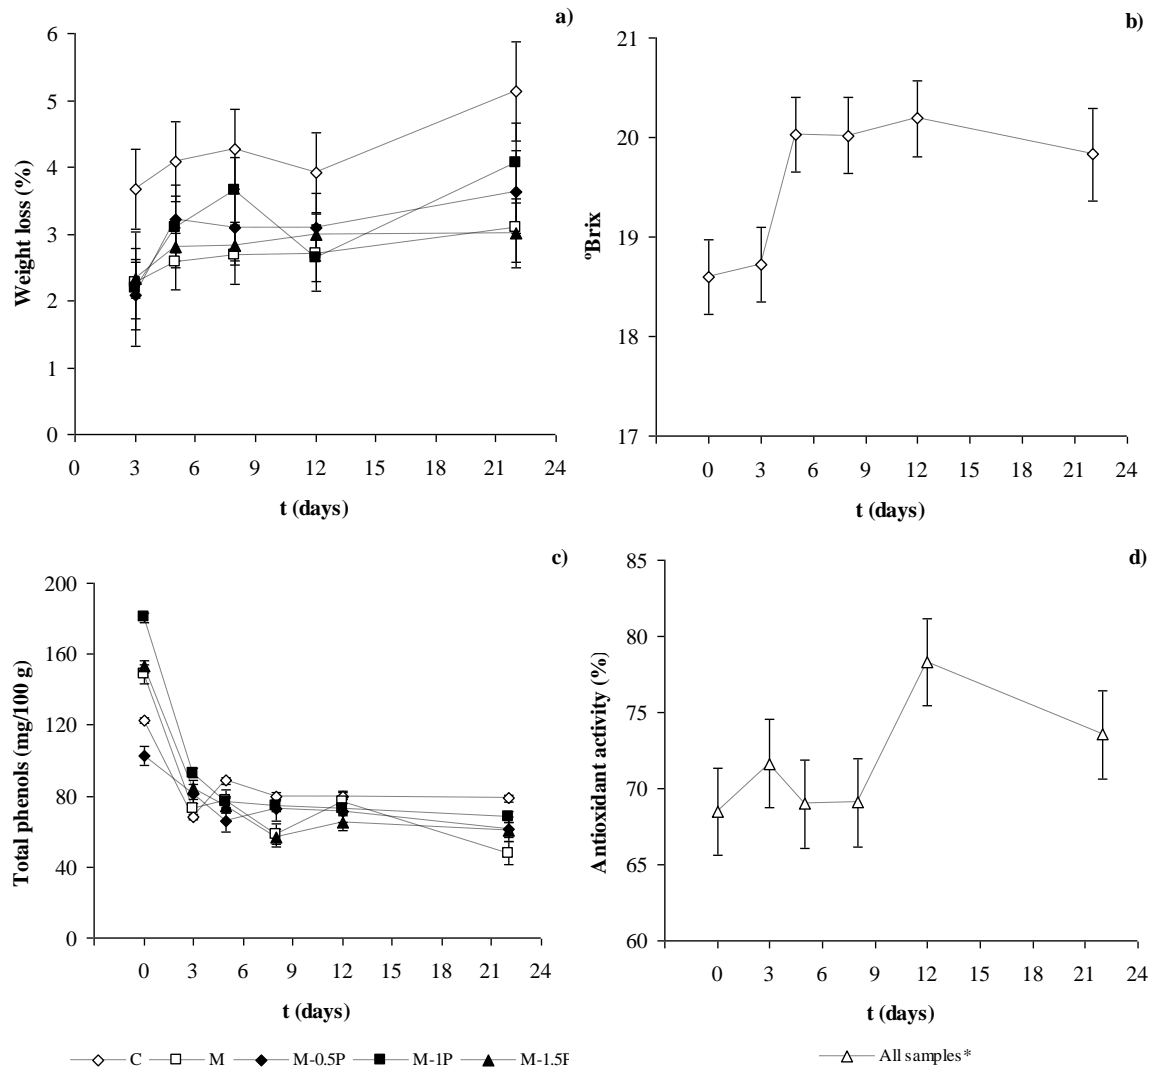 a)
6
5
4
3
2
1
0
Weight loss (%)
0 3 6 9 12 15 18 21 24
t (days)
b)
21
20
19
18
17
ºBrix
0 3 6 9 12 15 18 21 24
t (days)
c)
200
160
120
80
40
0
Total phenols (mg/100 g)
0 3 6 9 12 15 18 21 24
t (days)
d)
85
80
75
70
65
60
Antioxidant activity (%)
0 3 6 9 12 15 18 21 24
t (days)
C M M-0.5P M-1P M-1.5P
All samples*